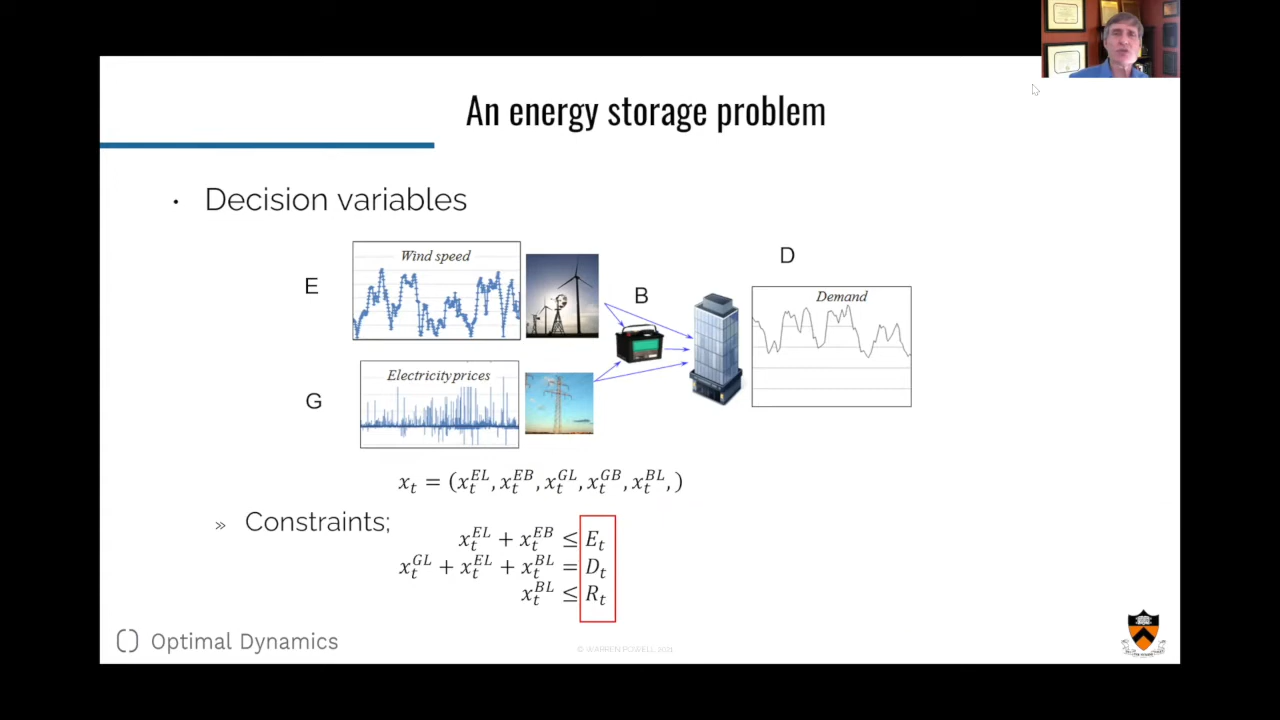 An energy storage problem
• Decision variables
Wind speed
E
D
Demand
B
Electricity prices
G
x_t = (x_t^{EL}, x_t^{EB}, x_t^{GL}, x_t^{GB}, x_t^{BL}, )
» Constraints;
x_t^{EL} + x_t^{EB} ≤ E_t
x_t^{GL} + x_t^{EL} + x_t^{BL} = D_t
x_t^{BL} ≤ R_t
Optimal Dynamics
© WARREN POWELL 2021